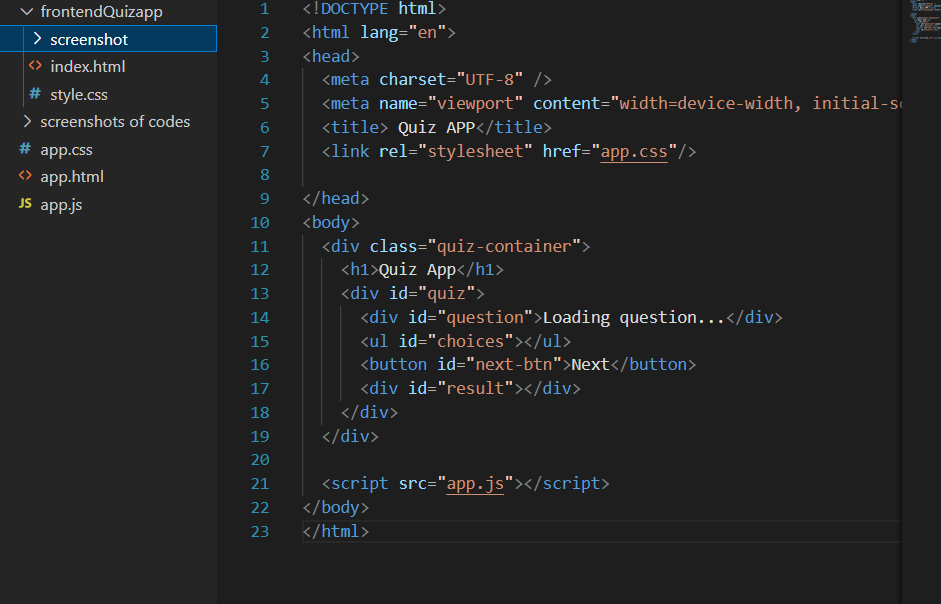 frontendQuizapp
screenshot
index.html
style.css
screenshots of codes
app.css
app.html
JS app.js
1 <!DOCTYPE html>
2 <html lang="en">
3 <head>
4 <meta charset="UTF-8" />
5 <meta name="viewport" content="width=device-width, initial-sc
6 <title> Quiz APP</title>
7 <link rel="stylesheet" href="app.css"/>
8
9 </head>
10 <body>
11 <div class="quiz-container">
12 <h1>Quiz App</h1>
13 <div id="quiz">
14 <div id="question">Loading question...</div>
15 <ul id="choices"></ul>
16 <button id="next-btn">Next</button>
17 <div id="result"></div>
18 </div>
19 </div>
20
21 <script src="app.js"></script>
22 </body>
23 </html>